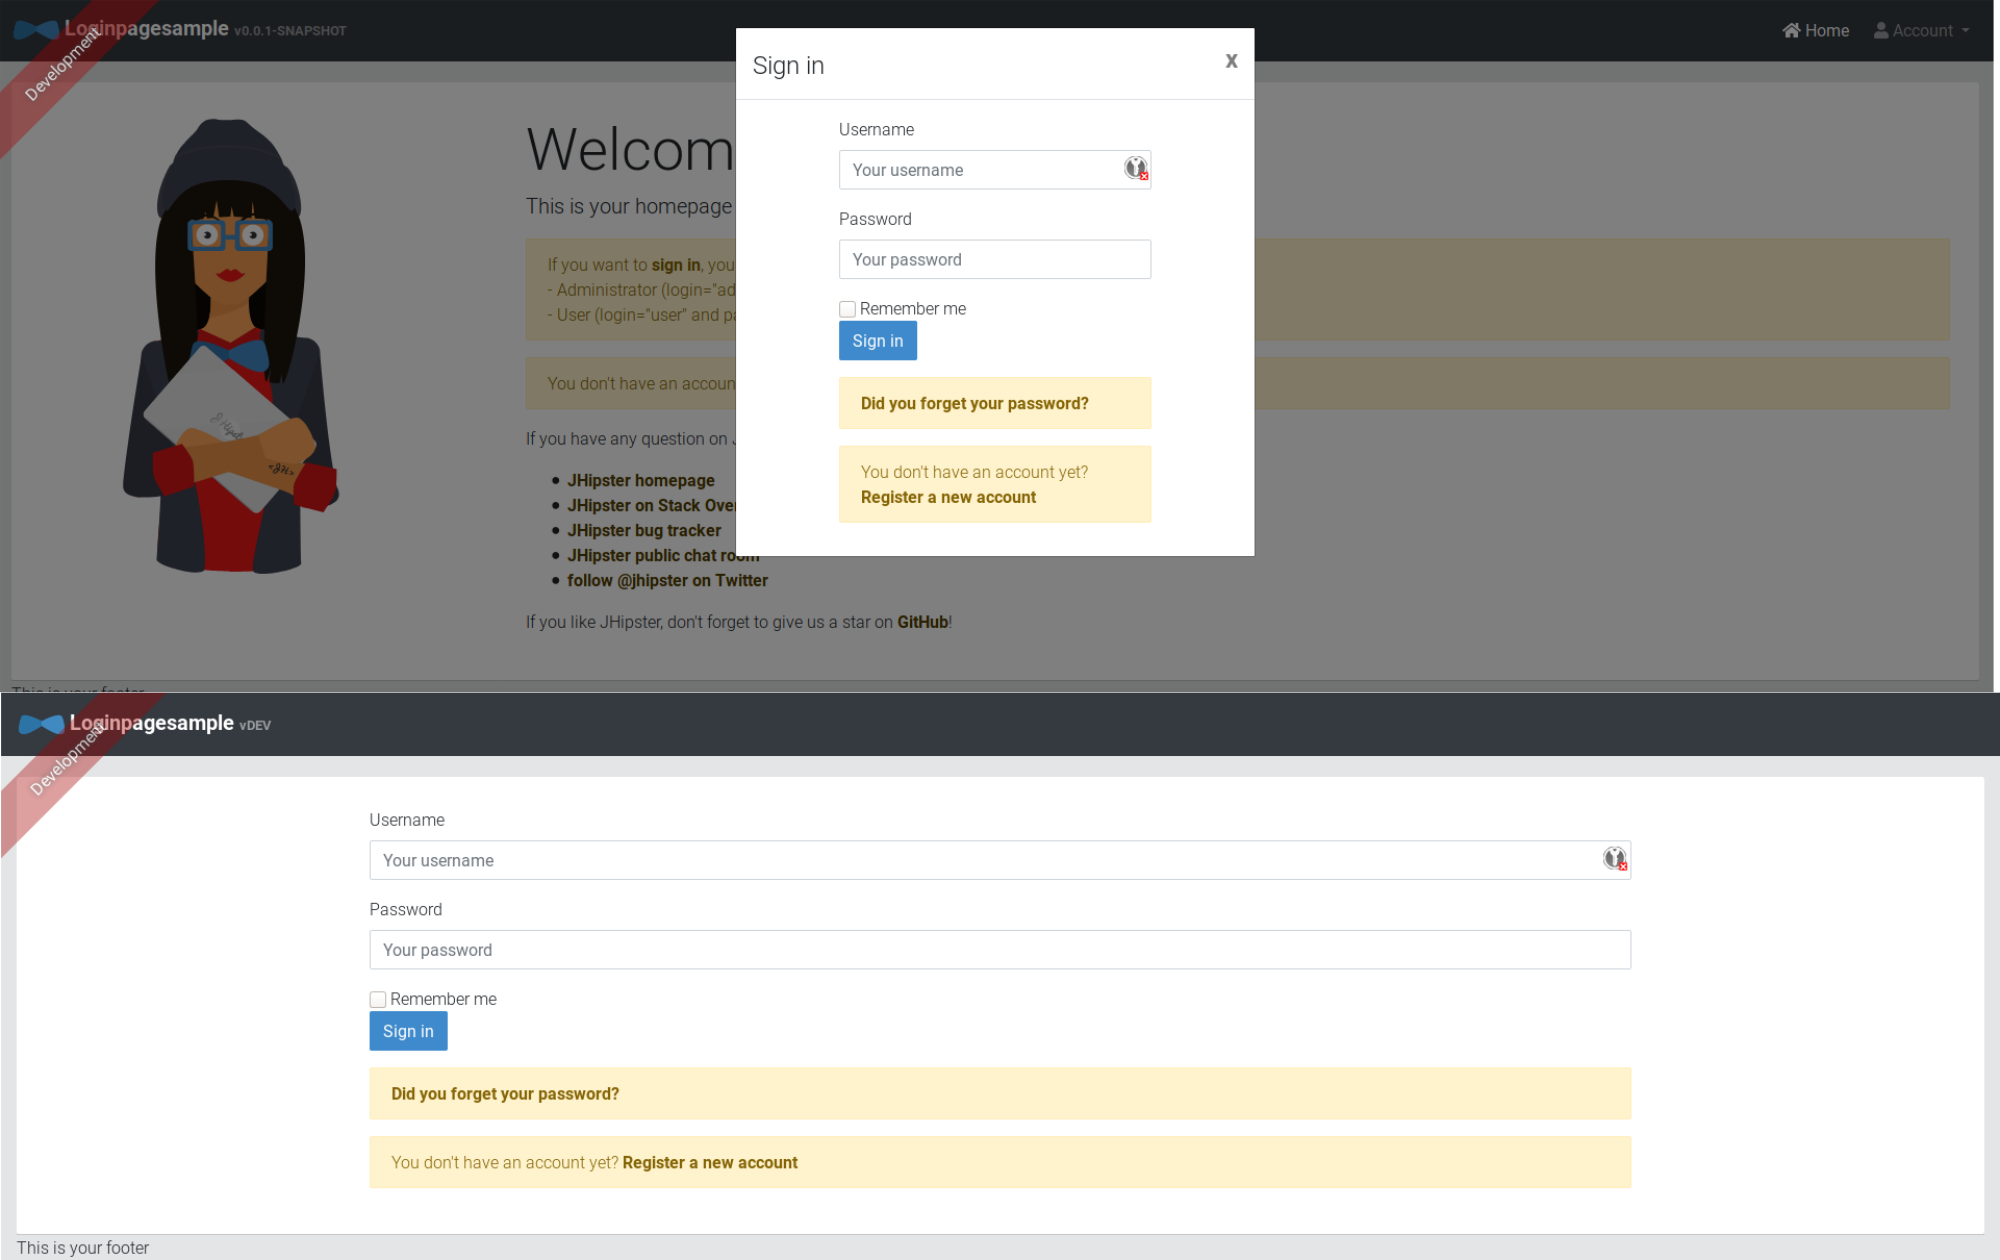 Loginpagesample v0.0.1-SNAPSHOT
Home
Account
Development
Sign in
x
Username
Your username
Password
Your password
Remember me
Sign in
Did you forget your password?
You don't have an account yet?
Register a new account
Welcom
This is your homepage
If you want to sign in, you
- Administrator (login="ad
- User (login="user" and pa
You don't have an accoun
If you have any question on J
JHipster homepage
JHipster on Stack Over
JHipster bug tracker
JHipster public chat room
follow @jhipster on Twitter
If you like JHipster, don't forget to give us a star on GitHub!
JHipst
<JH>
This is your footer
Loginpagesample vDEV
Development
Username
Your username
Password
Your password
Remember me
Sign in
Did you forget your password?
You don't have an account yet? Register a new account
This is your footer